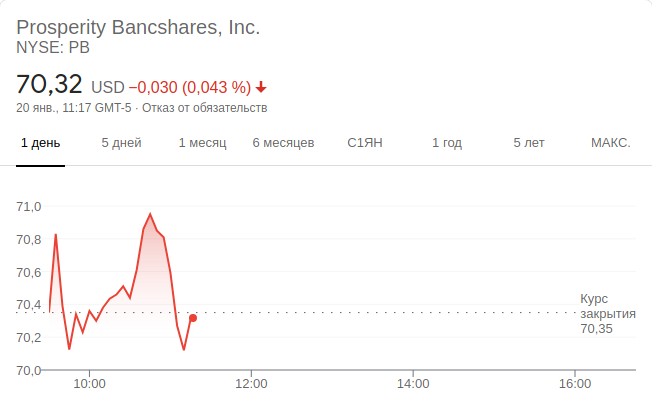 Prosperity Bancshares, Inc.
NYSE: PB
70,32 USD −0,030 (0,043 %)
20 янв., 11:17 GMT-5 · Отказ от обязательств
1 день 5 дней 1 месяц 6 месяцев С1ЯН 1 год 5 лет МАКС.
71,0
70,8
70,6
70,4
Курс
закрытия
70,35
70,2
70,0
10:00 12:00 14:00 16:00